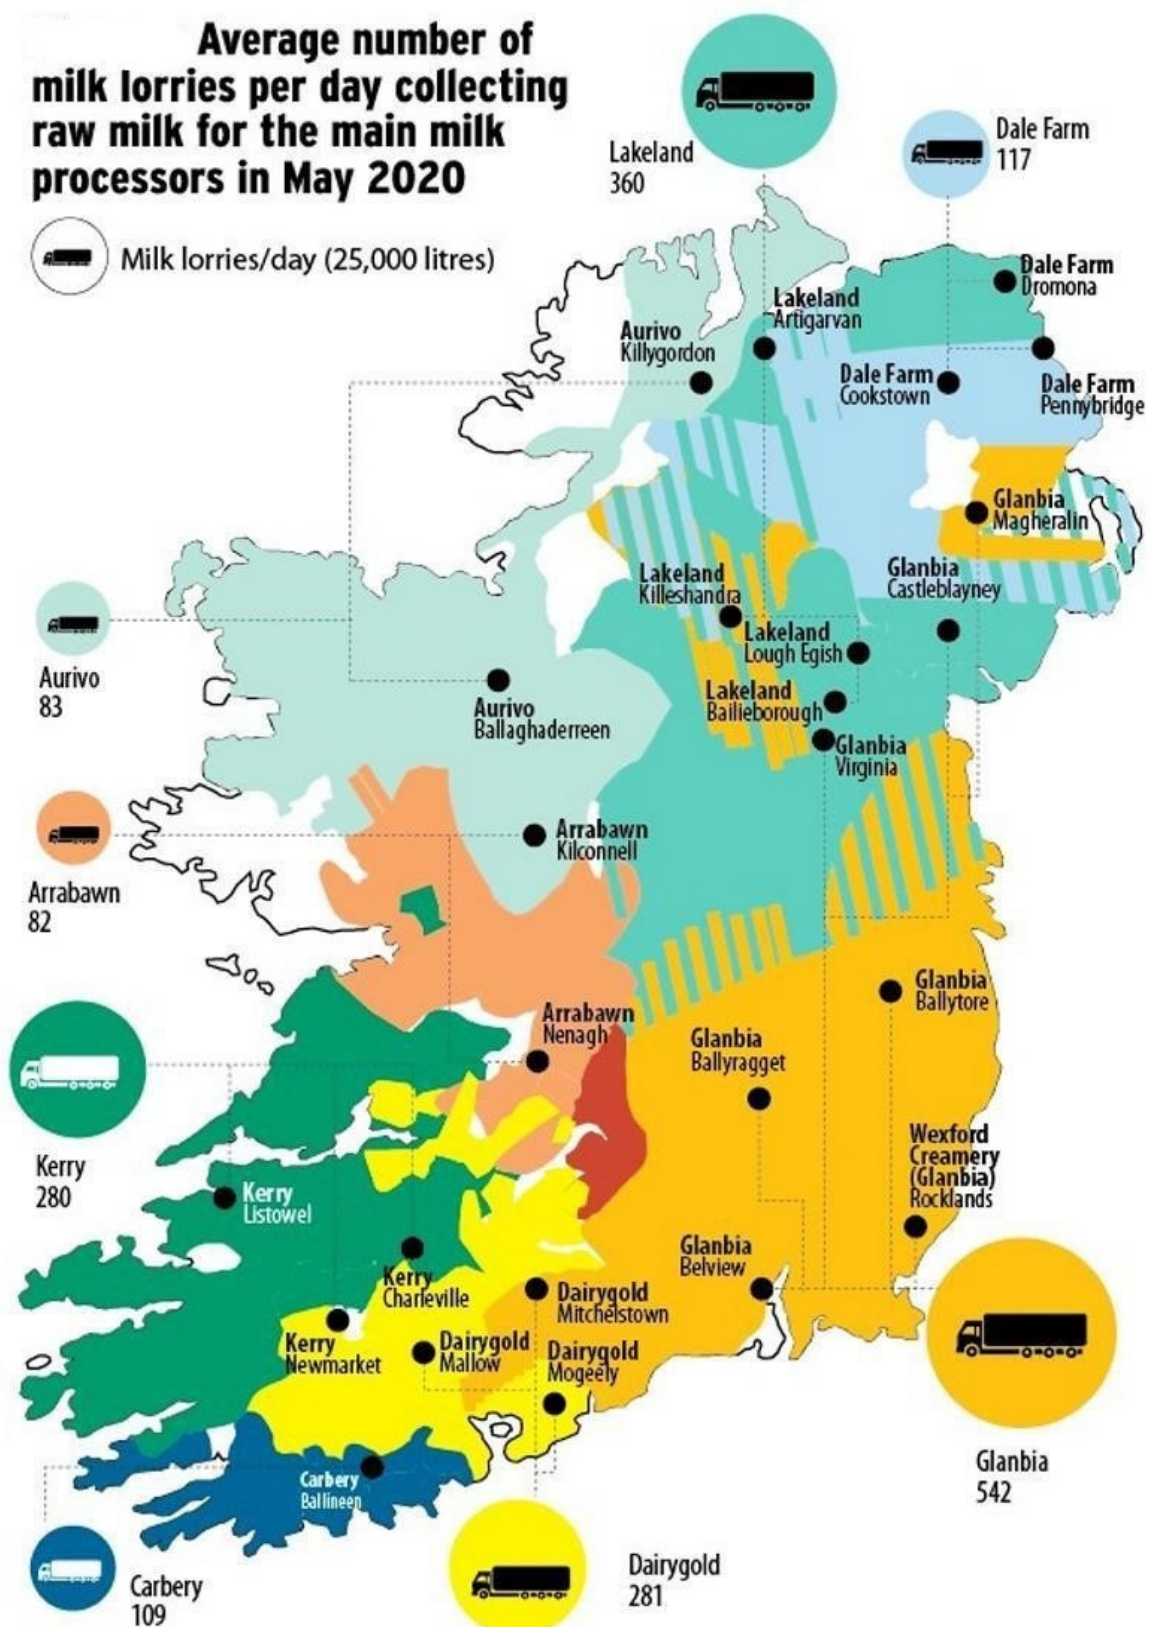 Average number of
milk lorries per day collecting
raw milk for the main milk
processors in May 2020
Milk lorries/day (25,000 litres)
Lakeland
360
Dale Farm
117
Dale Farm
Dromona
Lakeland
Artigarvan
Aurivo
Killygordon
Dale Farm
Cookstown
Dale Farm
Pennybridge
Glanbia
Magheralin
Glanbia
Castleblayney
Lakeland
Killeshandra
Lakeland
Lough Egish
Aurivo
83
Lakeland
Bailieborough
Aurivo
Ballaghaderreen
Glanbia
Virginia
Arrabawn
Kilconnell
Arrabawn
82
Glanbia
Ballytore
Arrabawn
Nenagh
Glanbia
Ballyragget
Wexford
Creamery
(Glanbia)
Rocklands
Kerry
280
Kerry
Listowel
Glanbia
Belview
Kerry
Charleville
Dairygold
Mitchelstown
Kerry
Newmarket
Dairygold
Mallow
Dairygold
Mogeely
Glanbia
542
Carbery
Ballineen
Carbery
109
Dairygold
281